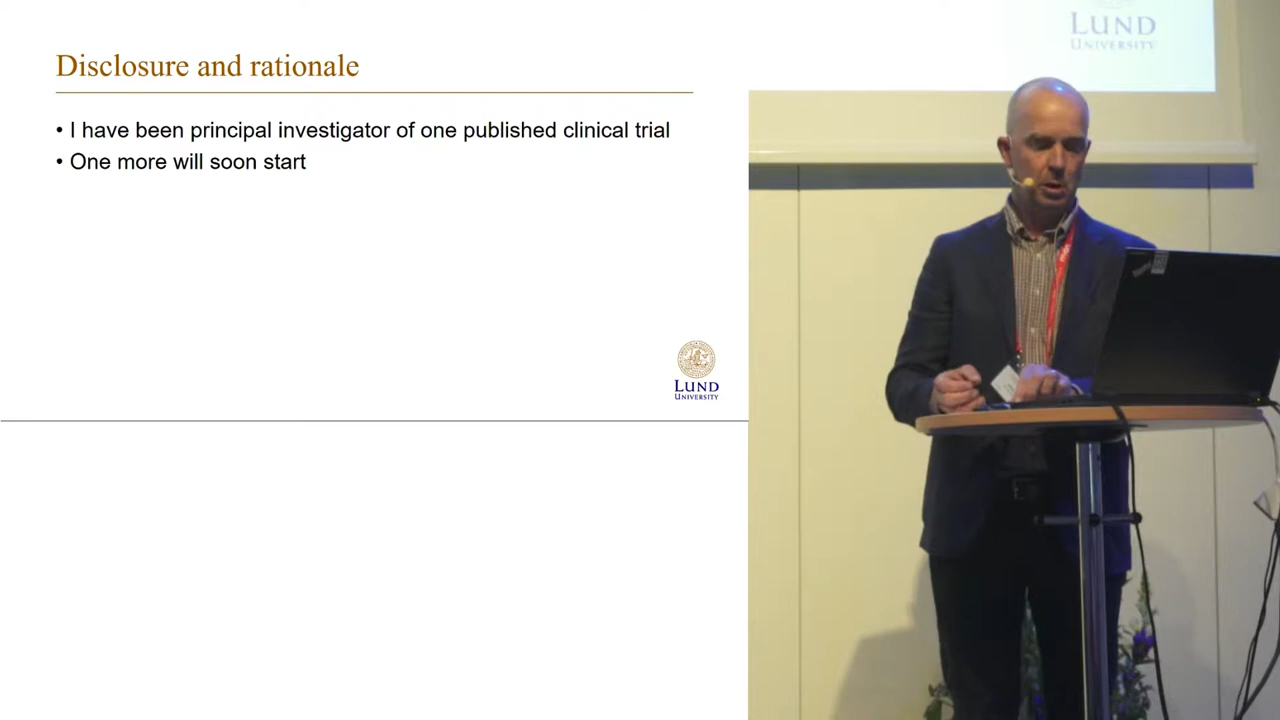 Disclosure and rationale
• I have been principal investigator of one published clinical trial
• One more will soon start
LUND
UNIVERSITY
LUND
UNIVERSITY